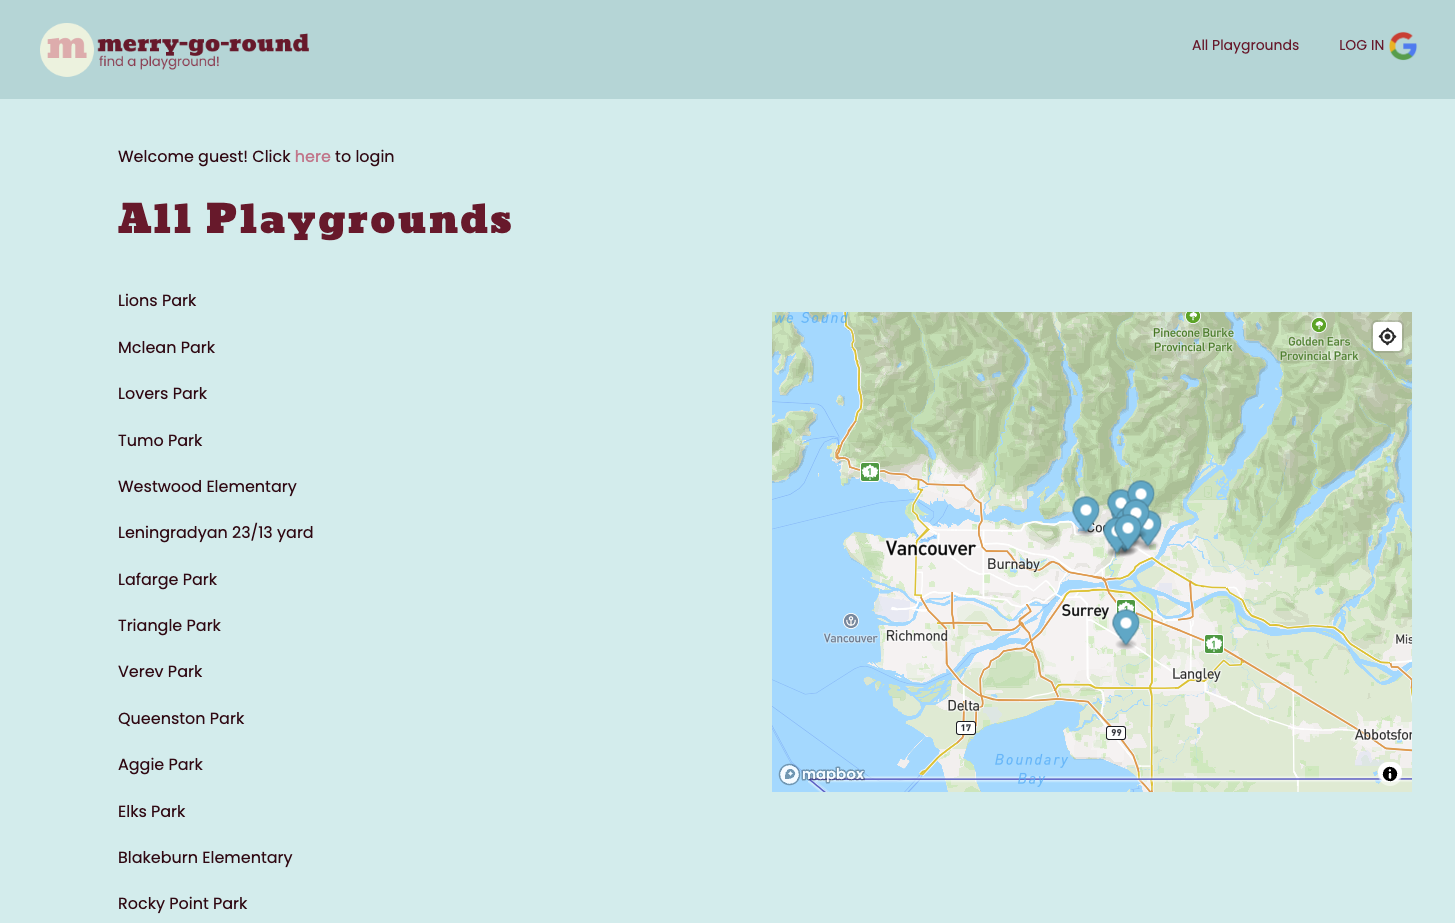 m merry-go-round
find a playground!
All Playgrounds
LOG IN
Welcome guest! Click here to login
All Playgrounds
Lions Park
Mclean Park
Lovers Park
Tumo Park
Westwood Elementary
Leningradyan 23/13 yard
Lafarge Park
Triangle Park
Verev Park
Queenston Park
Aggie Park
Elks Park
Blakeburn Elementary
Rocky Point Park
we Sound
Pinecone Burke
Provincial Park
Golden Ears
Provincial Park
1
Co
Vancouver
Burnaby
Surrey
1
Vancouver
Richmond
1
Langley
Mis
Delta
17
99
Abbotsfor
Boundary
Bay
mapbox